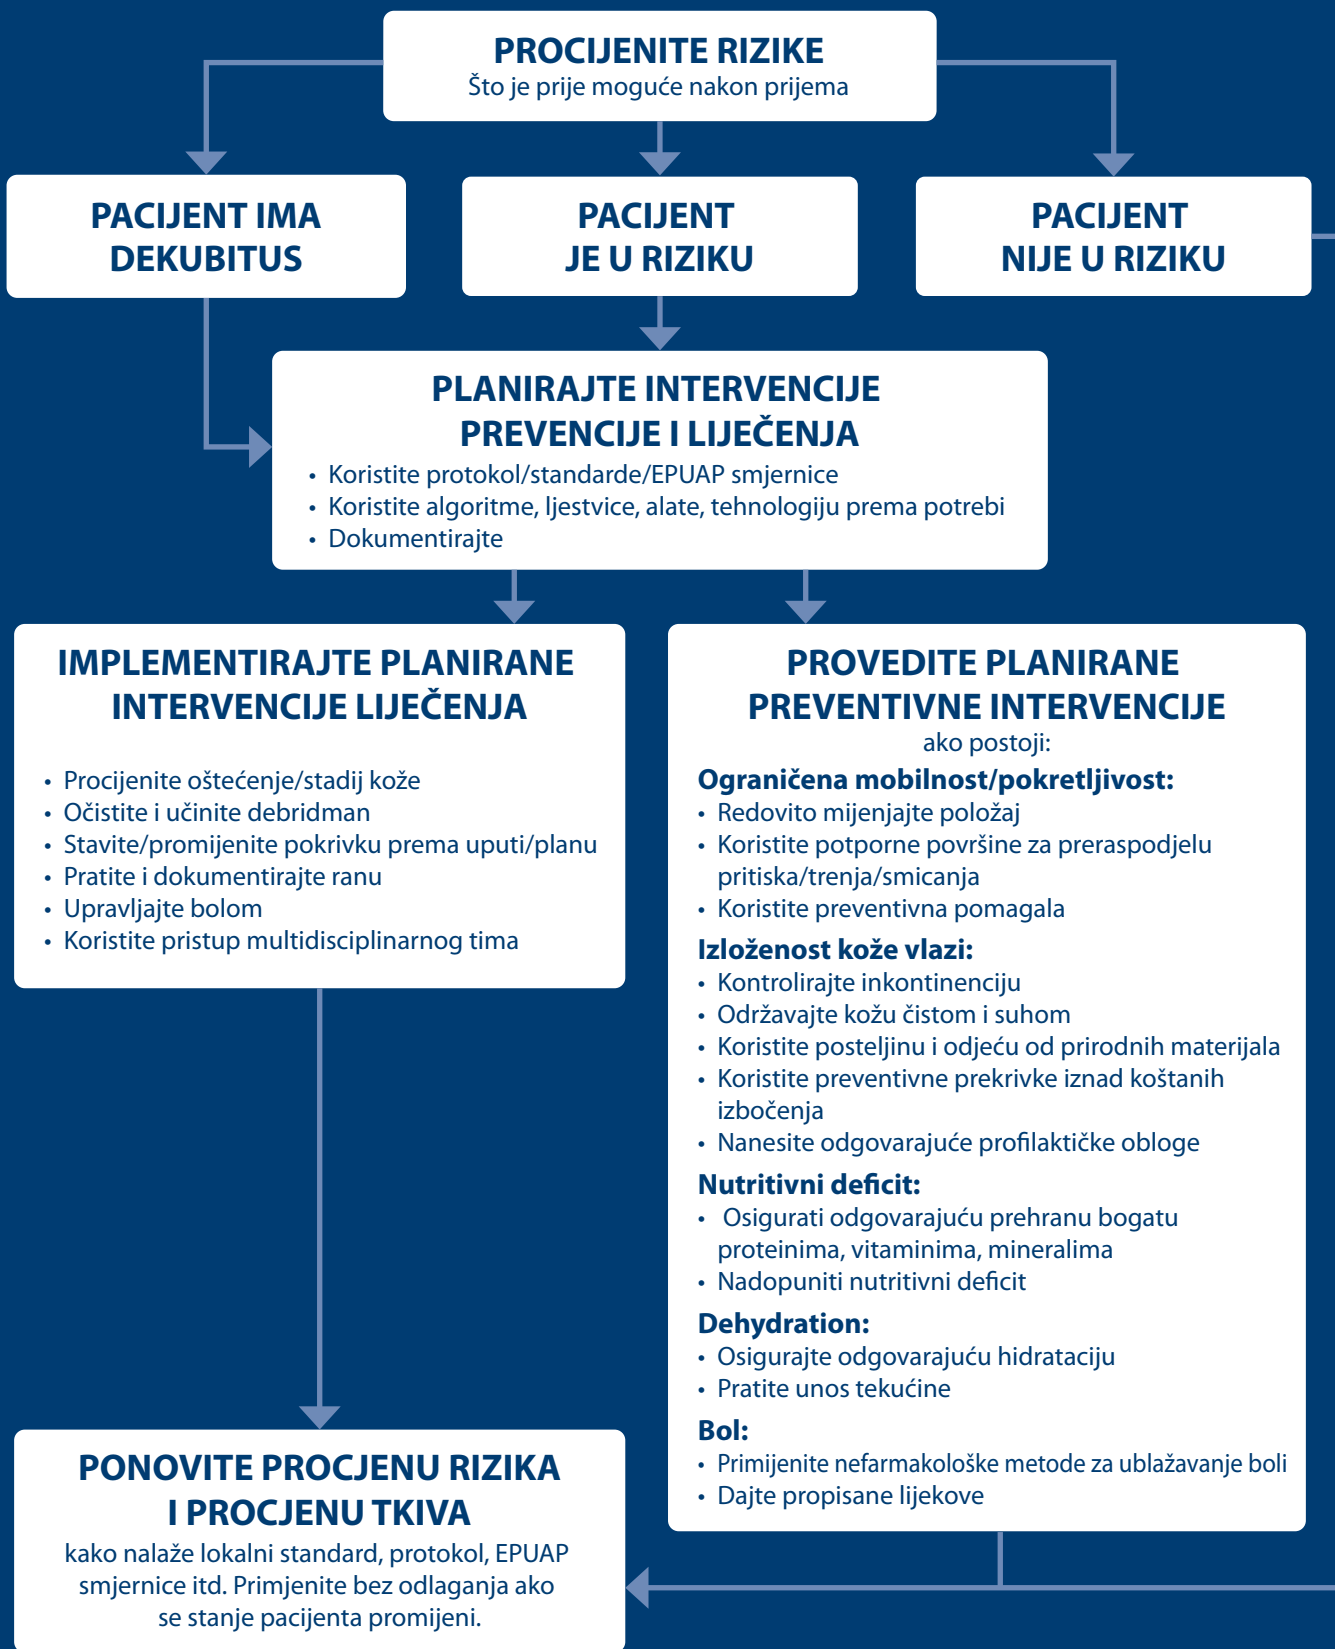 PROCIJENITE RIZIKE
Što je prije moguće nakon prijema
PACIJENT IMA
DEKUBITUS
PACIJENT
JE U RIZIKU
PACIJENT
NIJE U RIZIKU
PLANIRAJTE INTERVENCIJE
PREVENCIJE I LIJEČENJA
• Koristite protokol/standarde/EPUAP smjernice
• Koristite algoritme, ljestvice, alate, tehnologiju prema potrebi
• Dokumentirajte
IMPLEMENTIRAJTE PLANIRANE
INTERVENCIJE LIJEČENJA
• Procijenite oštećenje/stadij kože
• Očistite i učinite debridman
• Stavite/promijenite pokrivku prema uputi/planu
• Pratite i dokumentirajte ranu
• Upravljajte bolom
• Koristite pristup multidisciplinarnog tima
PROVEDITE PLANIRANE
PREVENTIVNE INTERVENCIJE
ako postoji:
Ograničena mobilnost/pokretljivost:
• Redovito mijenjajte položaj
• Koristite potporne površine za preraspodjelu
pritiska/trenja/smicanja
• Koristite preventivna pomagala
Izloženost kože vlazi:
• Kontrolirajte inkontinenciju
• Održavajte kožu čistom i suhom
• Koristite posteljinu i odjeću od prirodnih materijala
• Koristite preventivne prekrivke iznad koštanih
izbočenja
• Nanesite odgovarajuće profilaktičke obloge
Nutritivni deficit:
• Osigurati odgovarajuću prehranu bogatu
proteinima, vitaminima, mineralima
• Nadopuniti nutritivni deficit
Dehydration:
• Osigurajte odgovarajuću hidrataciju
• Pratite unos tekućine
Bol:
• Primijenite nefarmakološke metode za ublažavanje boli
• Dajte propisane lijekove
PONOVITE PROCJENU RIZIKA
I PROCJENU TKIVA
kako nalaže lokalni standard, protokol, EPUAP
smjernice itd. Primjenite bez odlaganja ako
se stanje pacijenta promijeni.